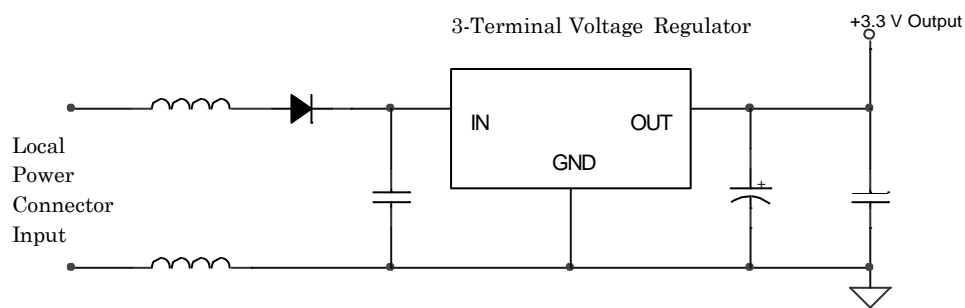 3-Terminal Voltage Regulator
+3.3 V Output
IN
OUT
GND
Local
Power
Connector
Input
+